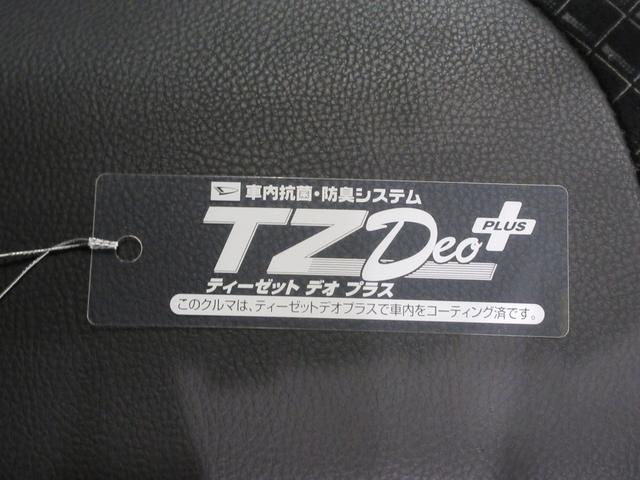 車内抗菌・防臭システム
TZ Deo PLUS
ティーゼット デオ プラス
このクルマは、ティーゼットデオプラスで車内をコーティング済です。